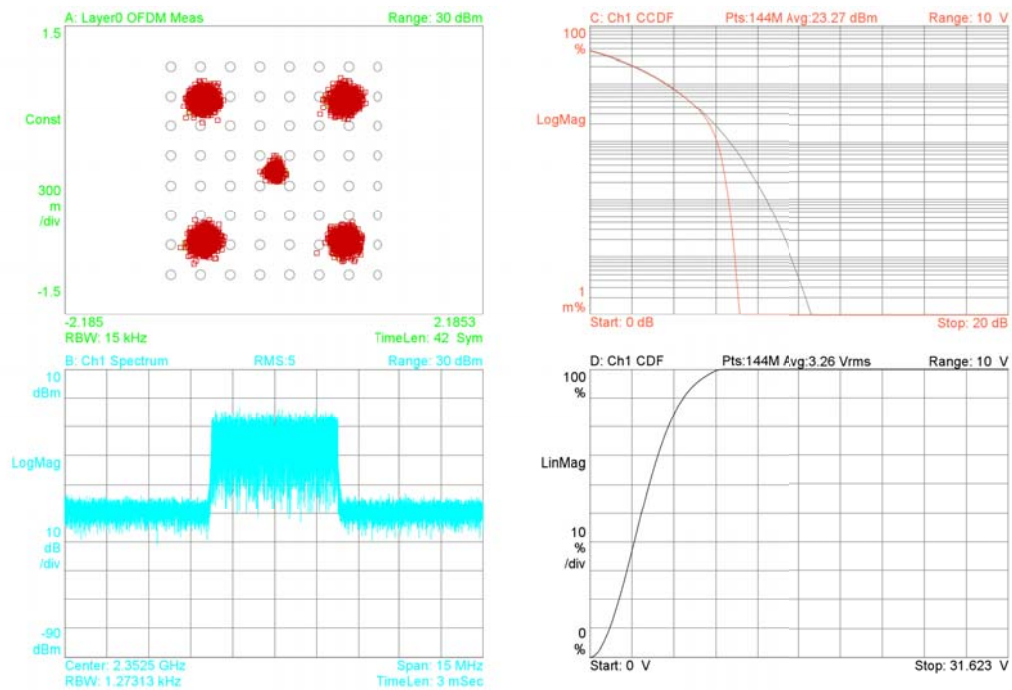 A: Layer0 OFDM Meas Range: 30 dBm
1.5
Const
300
m
/div
-1.5
-2.185 2.1853
RBW: 15 kHz TimeLen: 42 Sym
C: Ch1 CCDF Pts:144M Avg:23.27 dBm Range: 10 V
100
%
LogMag
1
m%
Start: 0 dB Stop: 20 dB
B: Ch1 Spectrum RMS:5 Range: 30 dBm
10
dBm
LogMag
10
dB
/div
-90
dBm
Center: 2.3525 GHz Span: 15 MHz
RBW: 1.27313 kHz TimeLen: 3 mSec
D: Ch1 CDF Pts:144M Avg:3.26 Vrms Range: 10 V
100
%
LinMag
10
%
/div
0
%
Start: 0 V Stop: 31.623 V